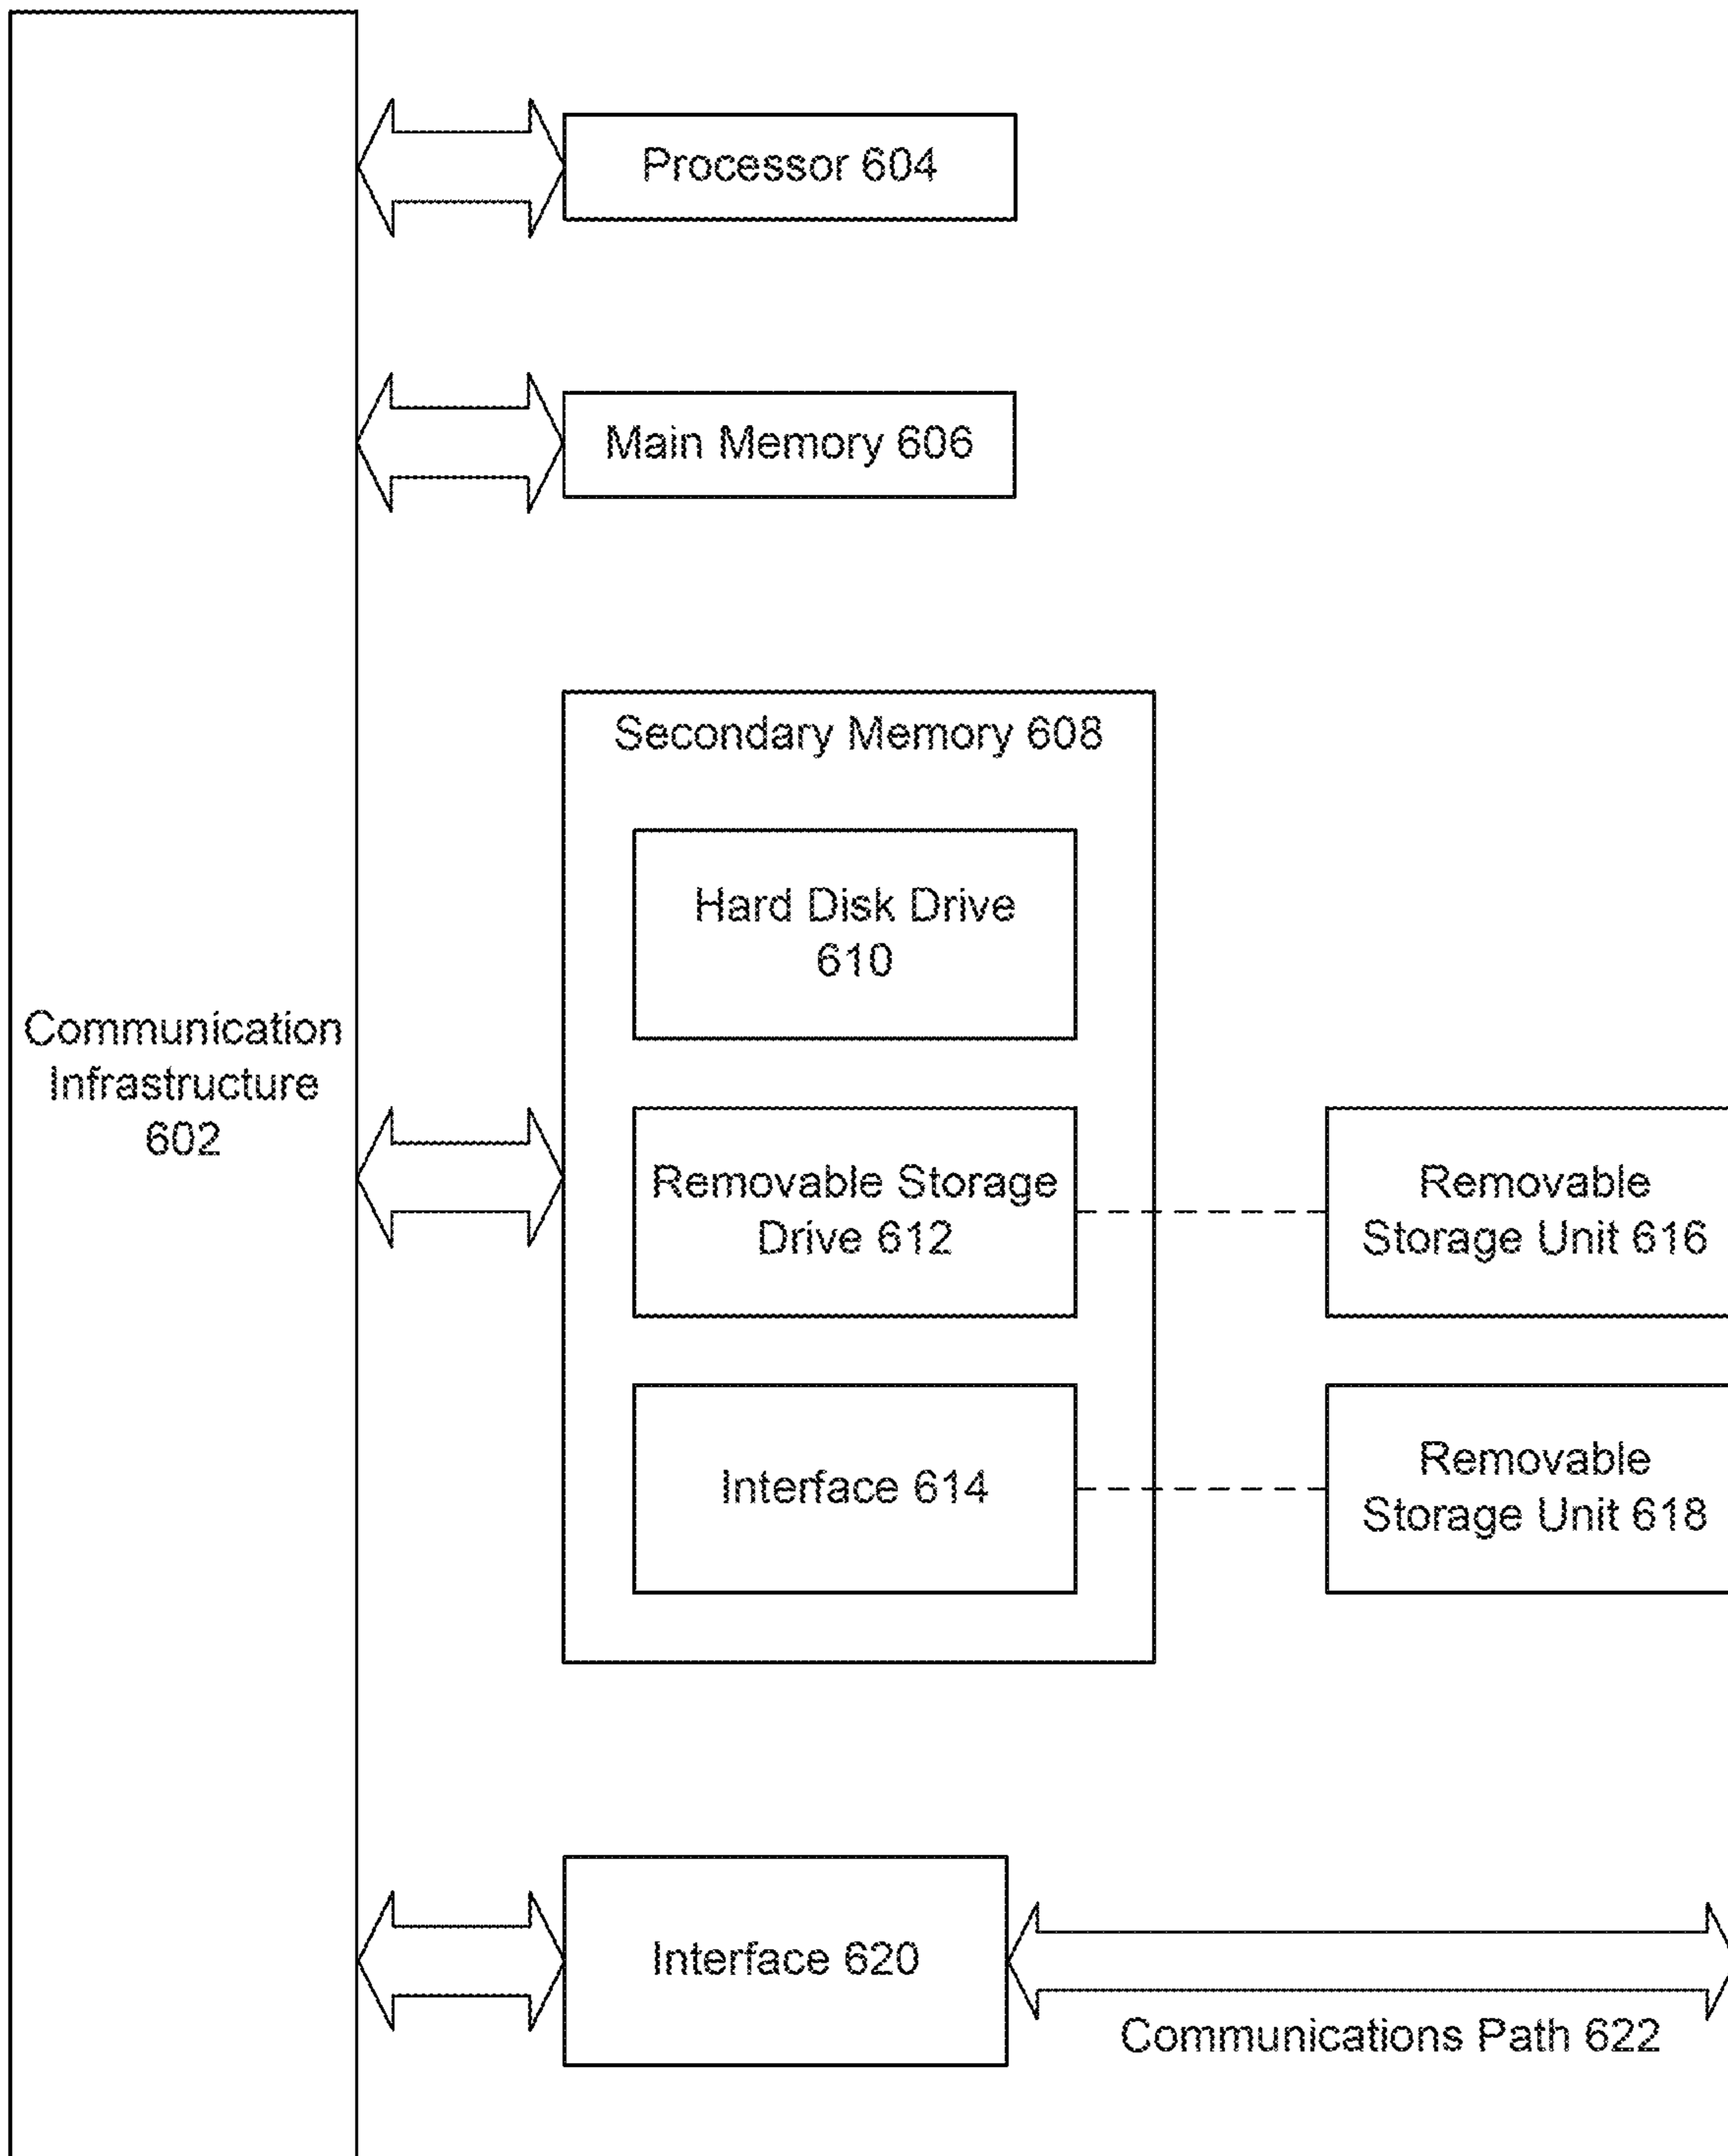 Processor 604
Main Memory 606
Secondary Memory 608
Hard Disk Drive
610
Communication
Infrastructure
602
Removable Storage
Drive 612
Removable
Storage Unit 616
Interface 614
Removable
Storage Unit 618
Interface 620
Communications Path 622